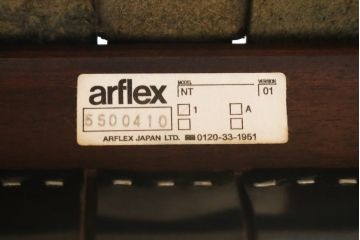 arflex
MODEL VERSION
NT 01
5500410
1 A
ARFLEX JAPAN LTD. 0120-33-1951